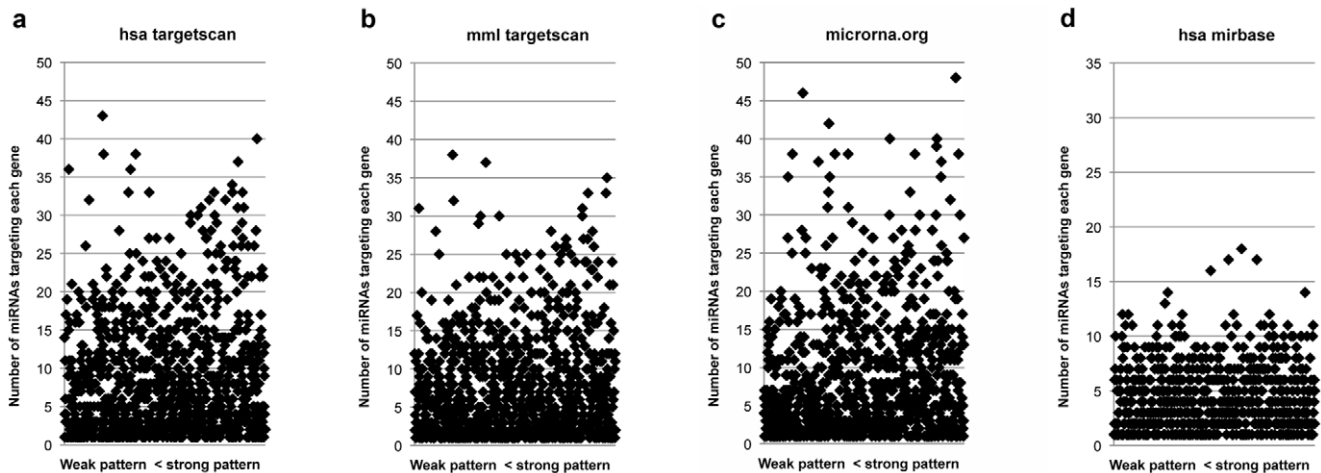 a
hsa targetscan
Number of miRNAs targeting each gene
50
45
40
35
30
25
20
15
10
5
0
Weak pattern < strong pattern
b
mml targetscan
Number of miRNAs targeting each gene
50
45
40
35
30
25
20
15
10
5
0
Weak pattern < strong pattern
c
microrna.org
Number of miRNAs targeting each gene
50
45
40
35
30
25
20
15
10
5
0
Weak pattern < strong pattern
d
hsa mirbase
Number of miRNAs targeting each gene
35
30
25
20
15
10
5
0
Weak pattern < strong pattern